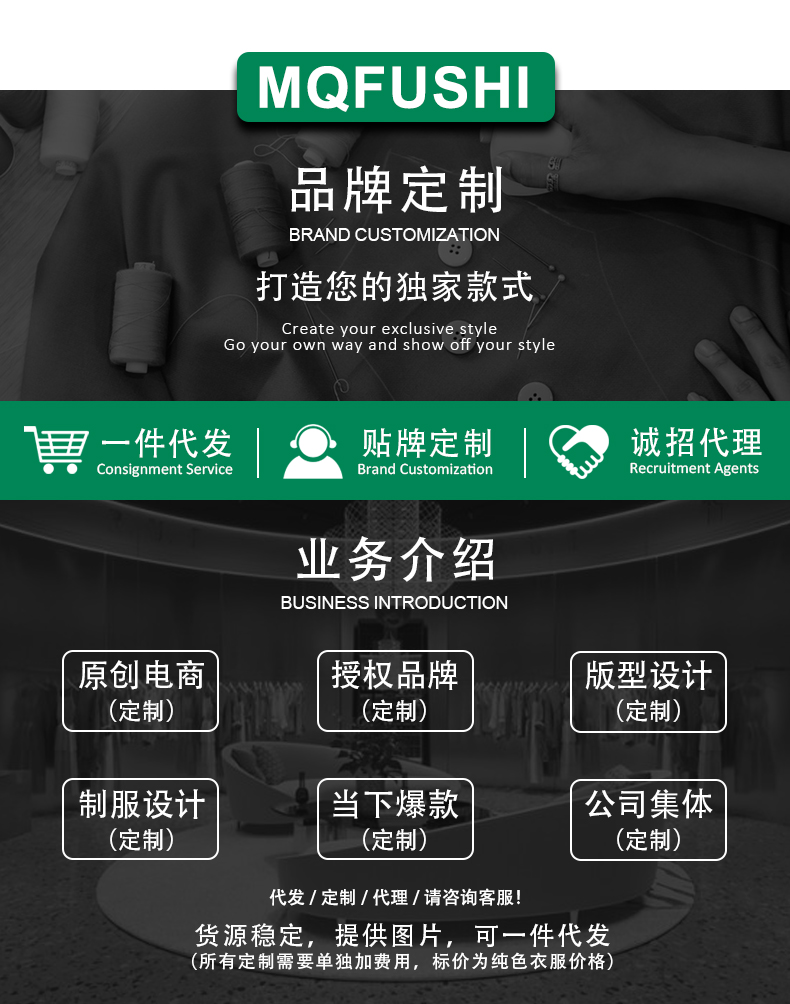 MQFUSHI
品牌定制
BRAND CUSTOMIZATION
打造您的独家款式
Create your exclusive style
Go your own way and show off your style
一件代发
Consignment Service
贴牌定制
Brand Customization
诚招代理
Recruitment Agents
业务介绍
BUSINESS INTRODUCTION
原创电商
（定制）
授权品牌
（定制）
版型设计
（定制）
制服设计
（定制）
当下爆款
（定制）
公司集体
（定制）
代发 / 定制 / 代理 / 请咨询客服！
货源稳定，提供图片，可一件代发
（所有定制需要单独加费用，标价为纯色衣服价格）